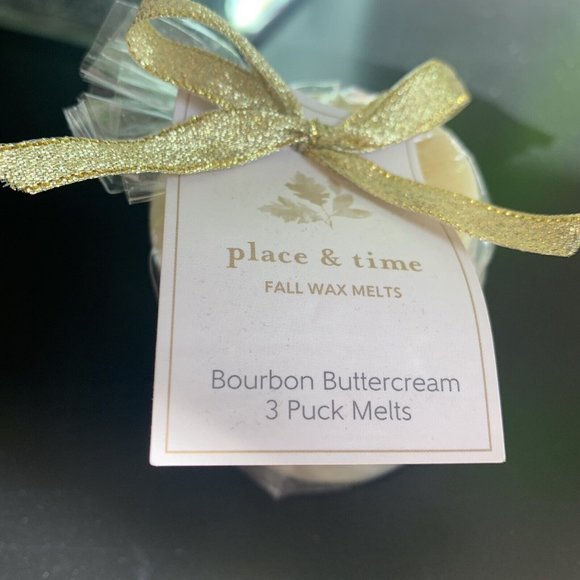 place & time
FALL WAX MELTS
Bourbon Buttercream
3 Puck Melts